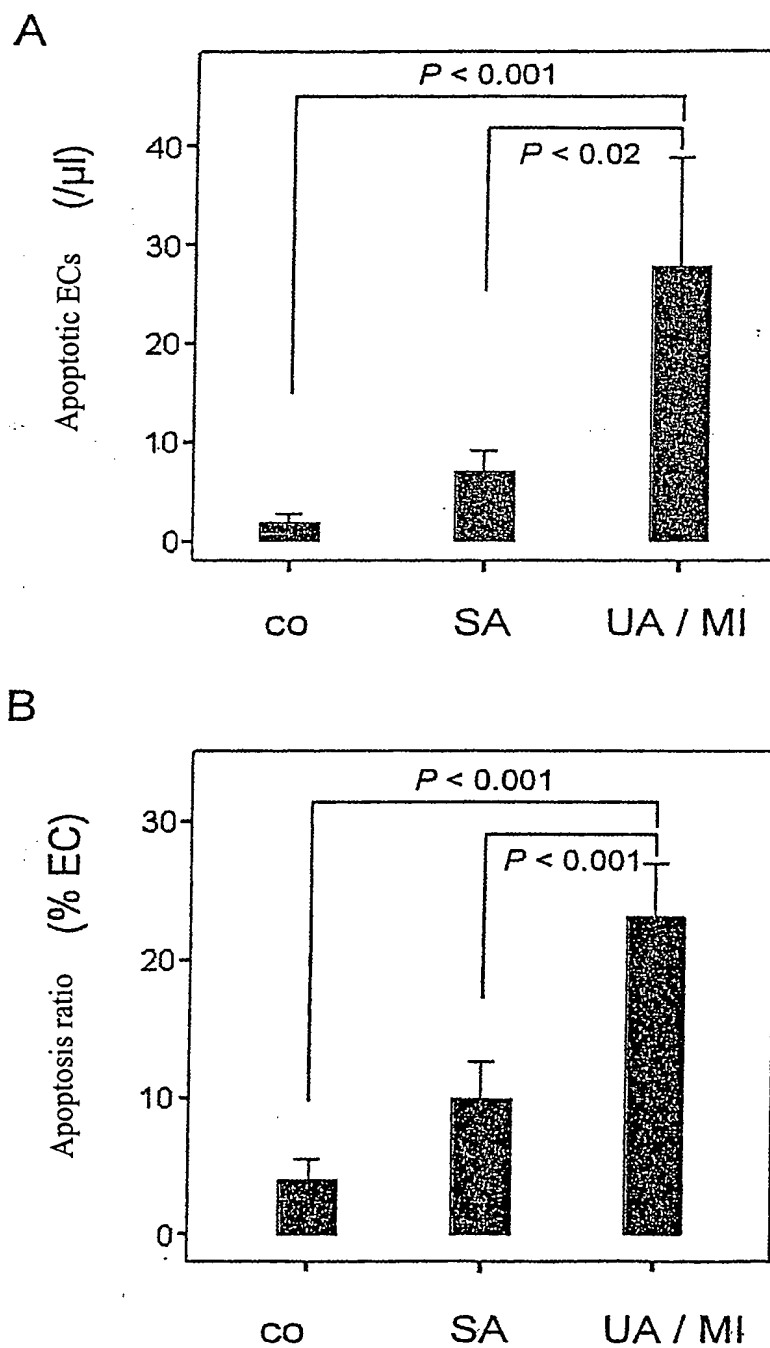 A
P < 0.001
P < 0.02
Apoptotic ECs (/µl)
40
30
20
10
0
co SA UA / MI
B
P < 0.001
P < 0.001
Apoptosis ratio (% EC)
30
20
10
0
co SA UA / MI